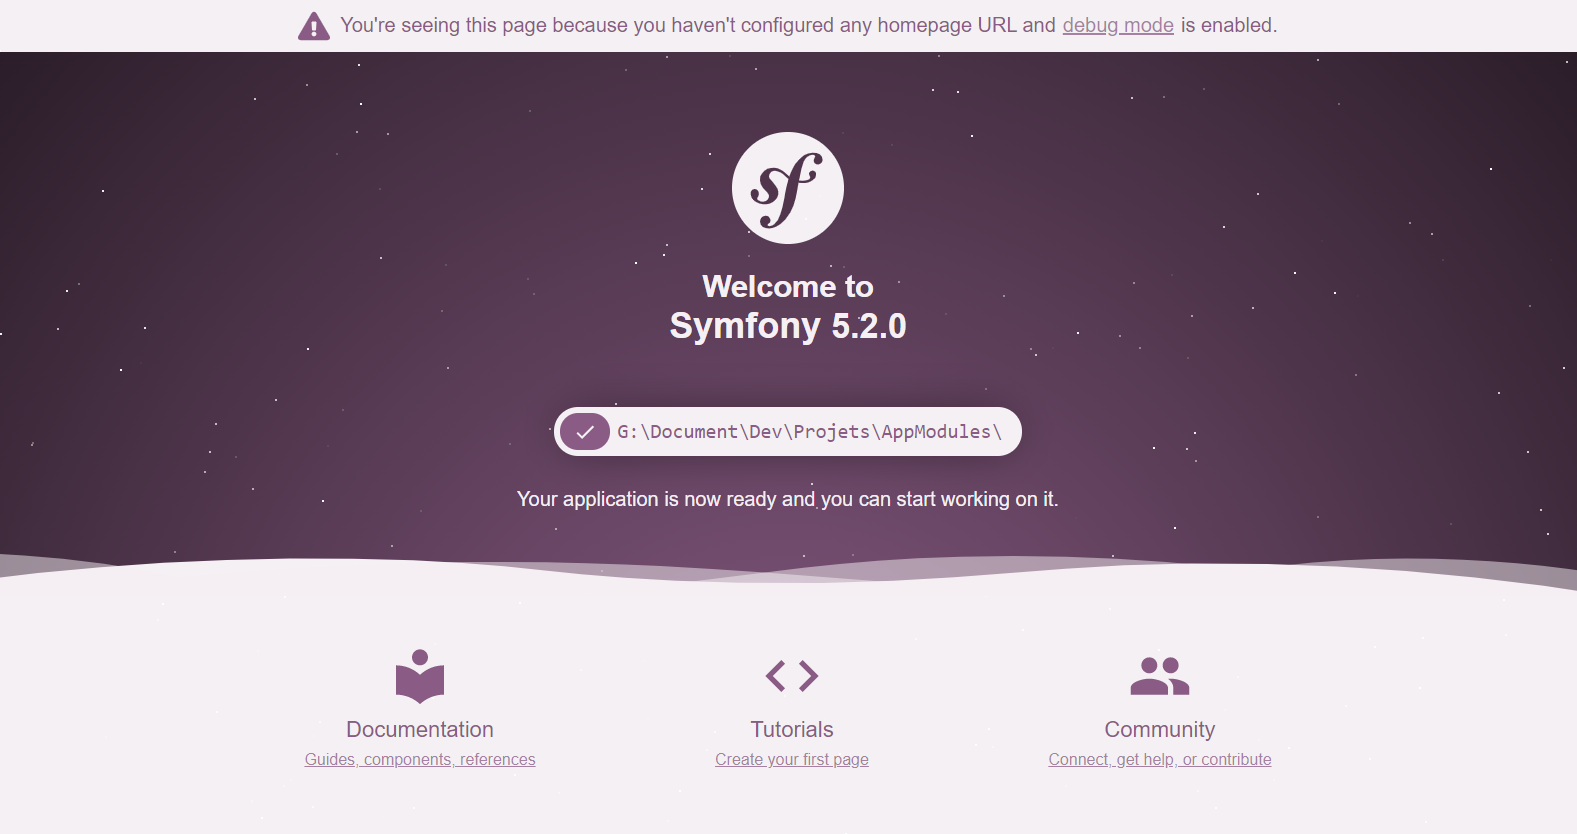 You're seeing this page because you haven't configured any homepage URL and debug mode is enabled.
sf
Welcome to
Symfony 5.2.0
G:\Document\Dev\Projets\AppModules\
Your application is now ready and you can start working on it.
Documentation
Guides, components, references
Tutorials
Create your first page
Community
Connect, get help, or contribute